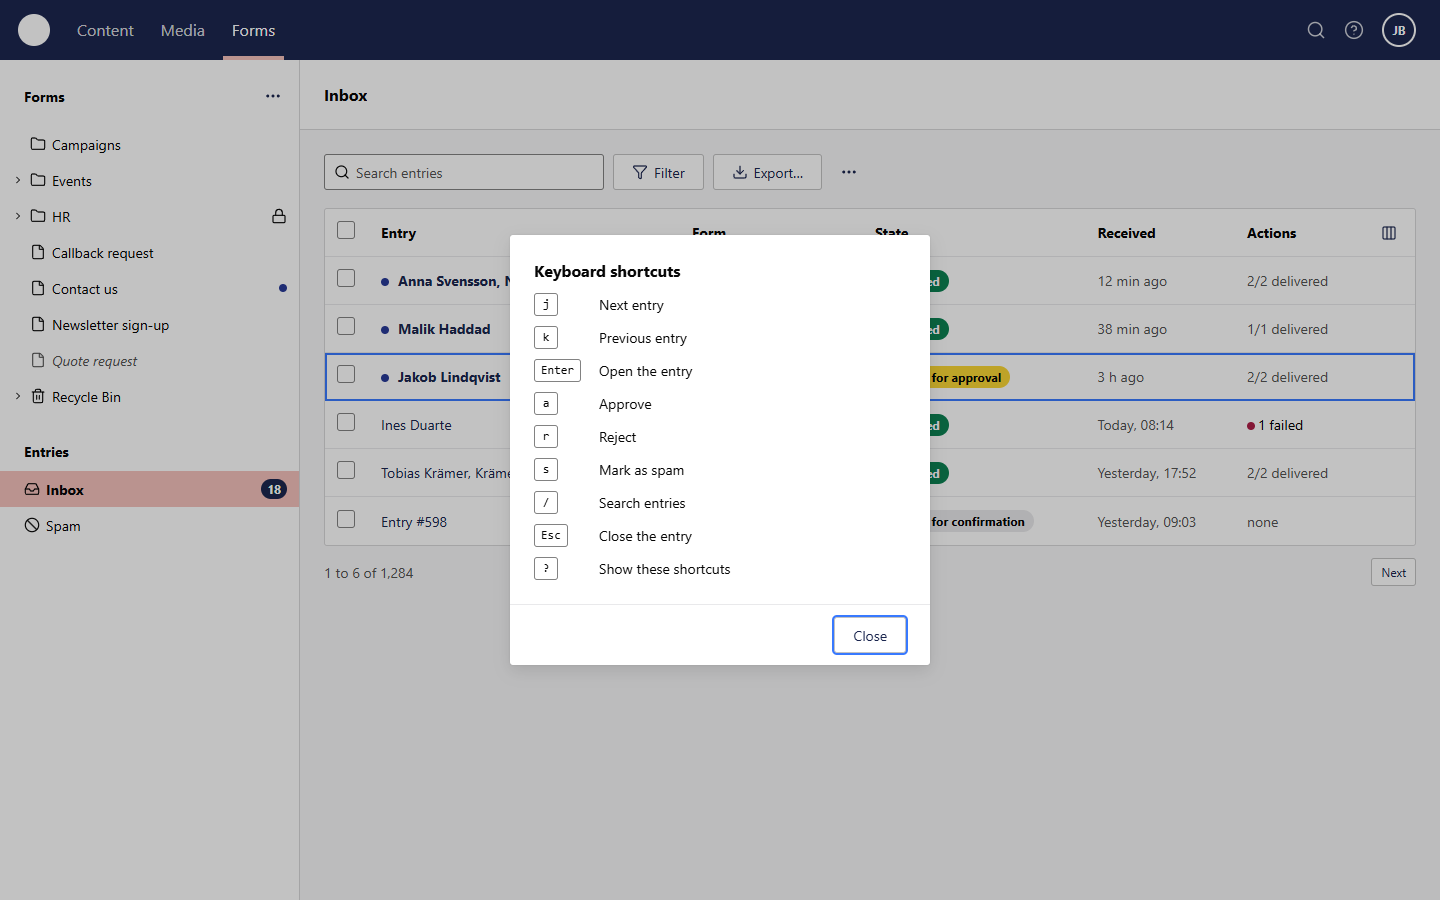 Content Media Forms JB
Forms
Campaigns
Events
HR
Callback request
Contact us
Newsletter sign-up
Quote request
Recycle Bin
Entries
Inbox 18
Spam
Inbox
Search entries Filter Export...
Entry Form State Received Actions
Anna Svensson, 12 min ago 2/2 delivered
Malik Haddad 38 min ago 1/1 delivered
Jakob Lindqvist for approval 3 h ago 2/2 delivered
Ines Duarte Today, 08:14 1 failed
Tobias Krämer, Yesterday, 17:52 2/2 delivered
Entry #598 for confirmation Yesterday, 09:03 none
1 to 6 of 1,284 Next
Keyboard shortcuts
j Next entry
k Previous entry
Enter Open the entry
a Approve
r Reject
s Mark as spam
/ Search entries
Esc Close the entry
? Show these shortcuts
Close